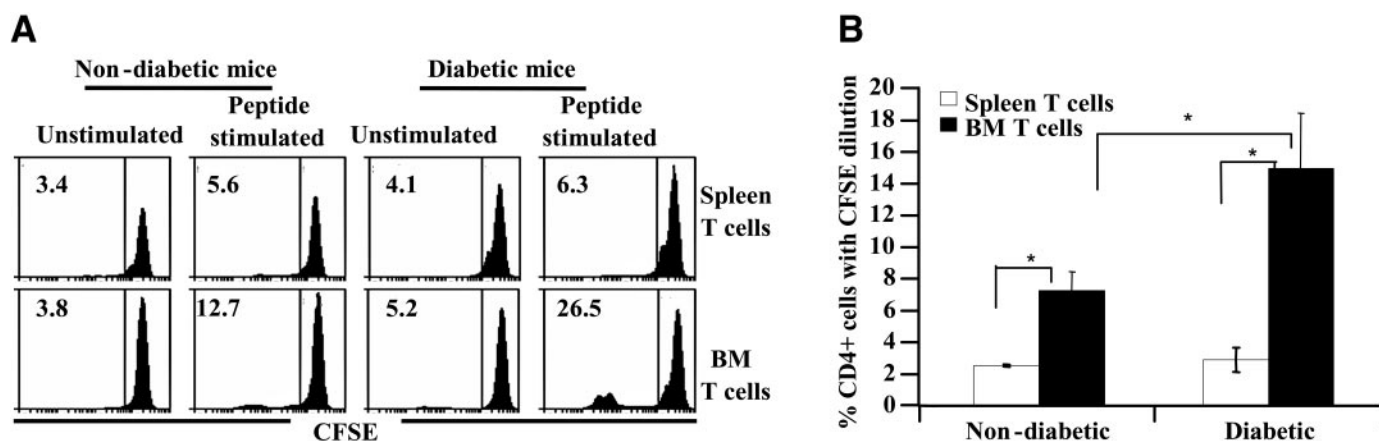 A
Non-diabetic mice
Diabetic mice
Unstimulated
Peptide
stimulated
Unstimulated
Peptide
stimulated
3.4
5.6
4.1
6.3
Spleen
T cells
3.8
12.7
5.2
26.5
BM
T cells
CFSE
B
% CD4+ cells with CFSE dilution
20
18
16
14
12
10
8
6
4
2
0
Spleen T cells
BM T cells
*
*
*
Non-diabetic
Diabetic